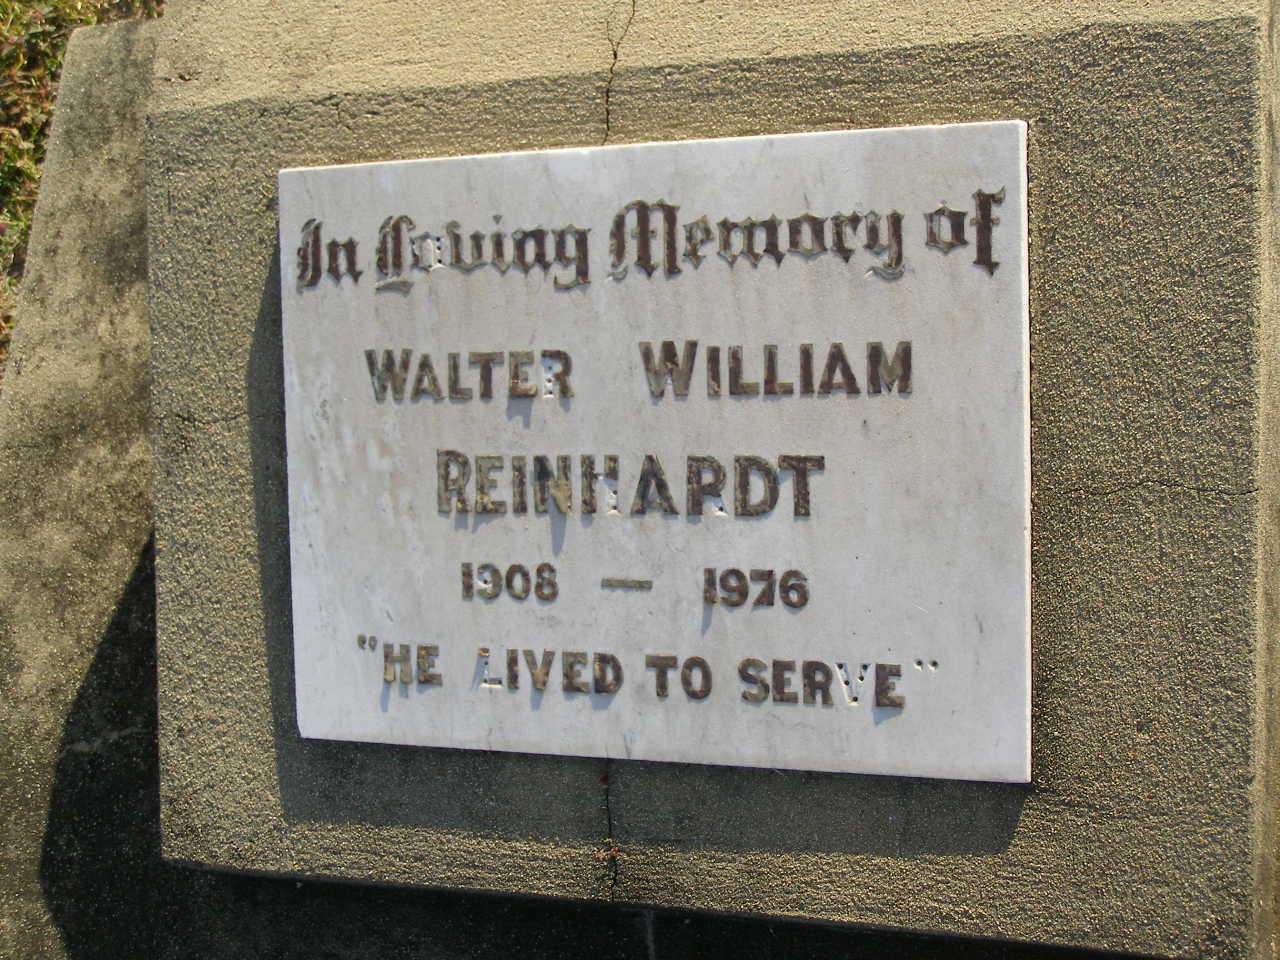 In Loving Memory of
WALTER WILLIAM
REINHARDT
1908 — 1976
"HE LIVED TO SERVE"